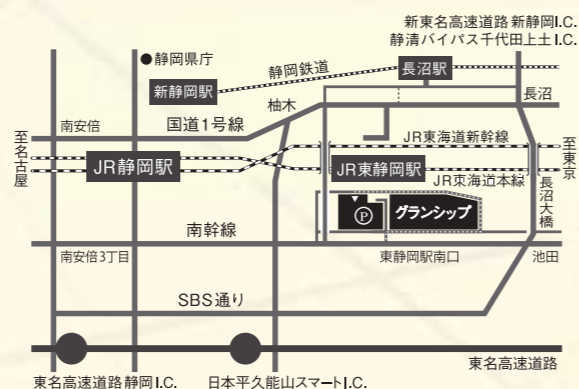 新東名高速道路 新静岡I.C.
静清バイパス千代田上土I.C.
●静岡県庁
静岡鉄道
長沼駅
新静岡駅
柚木
長沼
南安倍
国道1号線
JR東海道新幹線
至名古屋
JR静岡駅
JR東静岡駅
至東京
JR東海道本線
長沼大橋
P
グランシップ
南幹線
南安倍3丁目
東静岡駅南口
池田
SBS通り
東名高速道路
東名高速道路 静岡I.C.
日本平久能山スマートI.C.